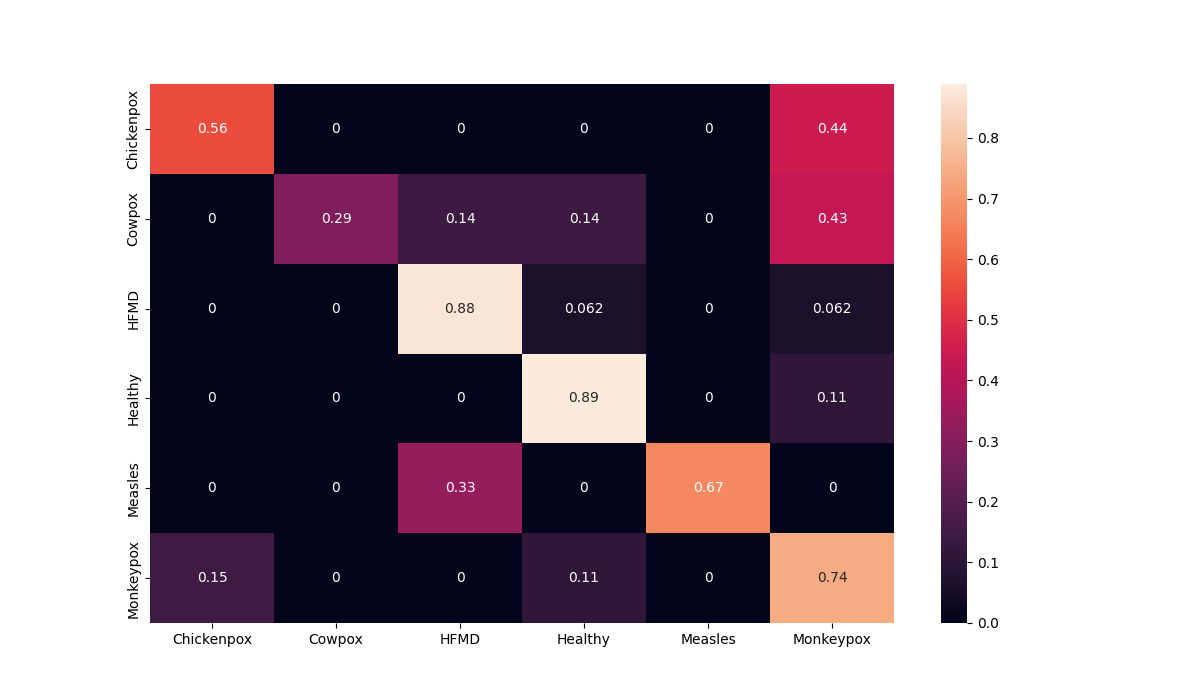 Chickenpox 0.56 0 0 0 0 0.44
Cowpox 0 0.29 0.14 0.14 0 0.43
HFMD 0 0 0.88 0.062 0 0.062
Healthy 0 0 0 0.89 0 0.11
Measles 0 0 0.33 0 0.67 0
Monkeypox 0.15 0 0 0.11 0 0.74
Chickenpox Cowpox HFMD Healthy Measles Monkeypox
0.8
0.7
0.6
0.5
0.4
0.3
0.2
0.1
0.0